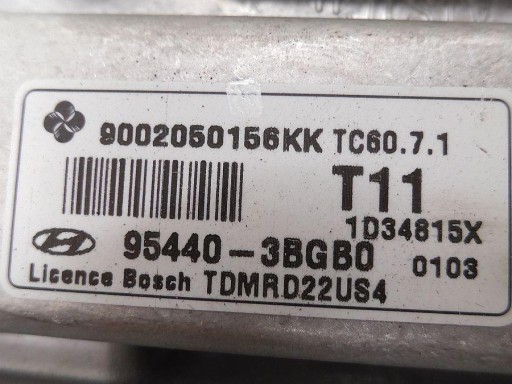 9002050156KK TC60.7.1
T11
1D34815X
95440-3BGB0 0103
Licence Bosch TDMRD22US4